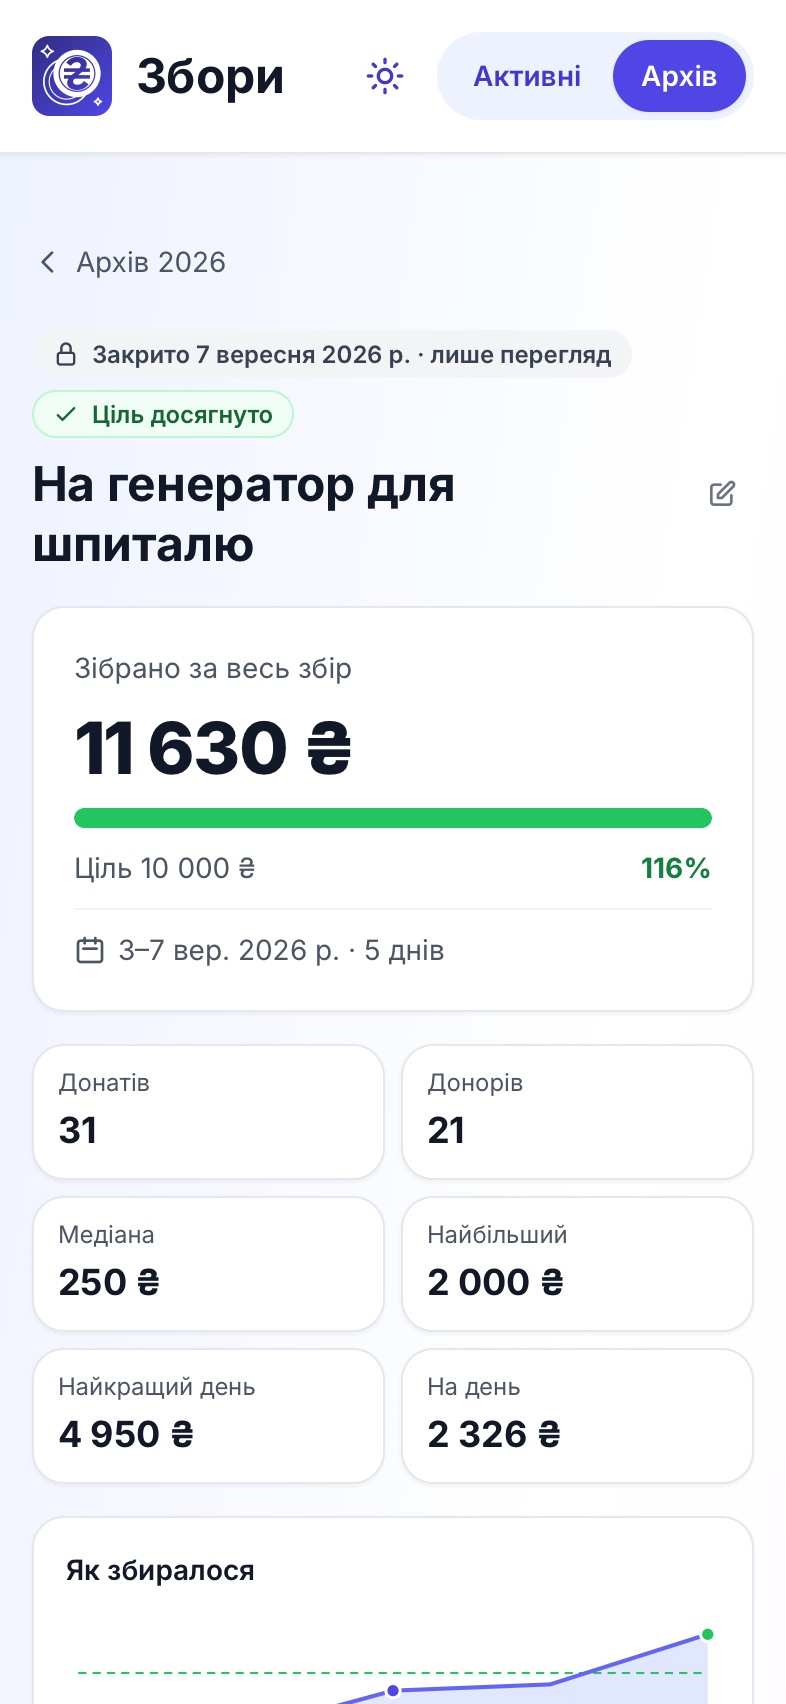 Збори
Активні
Архів
Архів 2026
Закрито 7 вересня 2026 р. · лише перегляд
Ціль досягнуто
На генератор для
шпиталю
Зібрано за весь збір
11 630 ₴
Ціль 10 000 ₴
116%
3–7 вер. 2026 р. · 5 днів
Донатів
31
Донорів
21
Медіана
250 ₴
Найбільший
2 000 ₴
Найкращий день
4 950 ₴
На день
2 326 ₴
Як збиралося